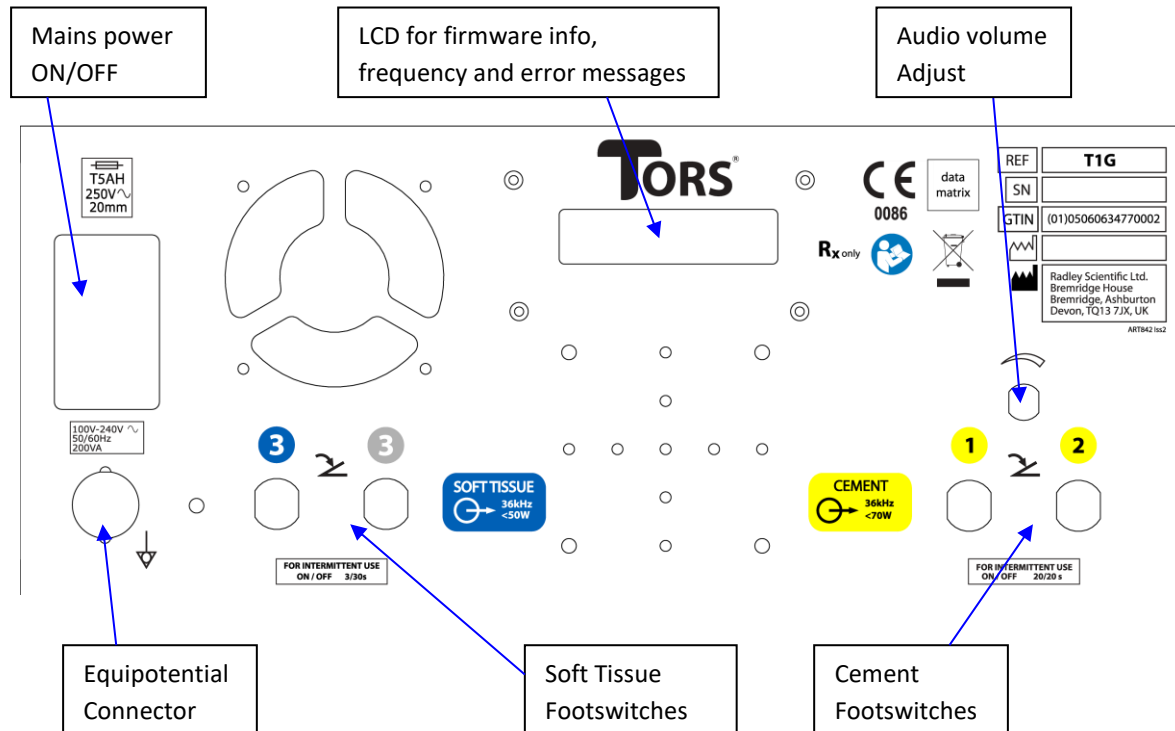 Mains power
ON/OFF
LCD for firmware info,
frequency and error messages
Audio volume
Adjust
T5AH
250V
20mm
TORS®
CE
0086
data
matrix
Rx only
REF T1G
SN
GTIN (01)05060634770002
Radley Scientific Ltd.
Bremridge House
Bremridge, Ashburton
Devon, TQ13 7JX, UK
ART842 Iss2
100V-240V
50/60Hz
200VA
3
3
SOFT TISSUE
36kHz
<50W
CEMENT
36kHz
<70W
1
2
FOR INTERMITTENT USE
ON / OFF 3/30s
FOR INTERMITTENT USE
ON / OFF 20/20 s
Equipotential
Connector
Soft Tissue
Footswitches
Cement
Footswitches